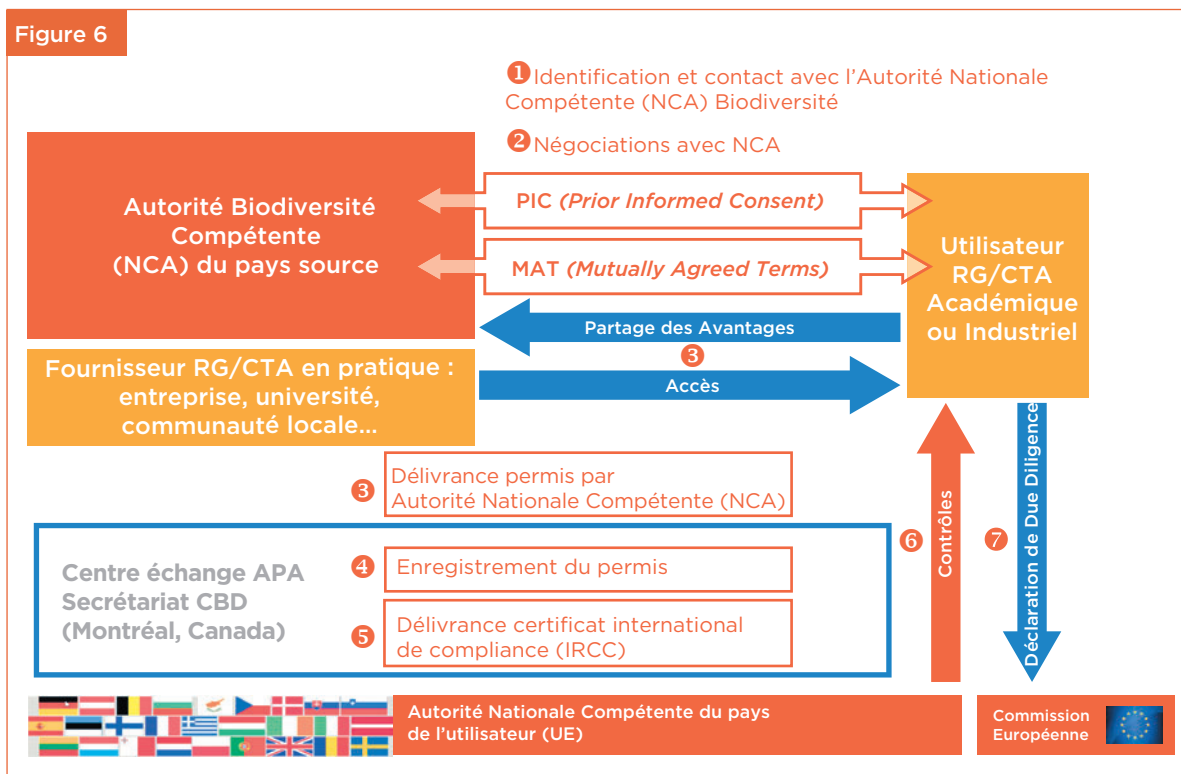 Figure 6
❶ Identification et contact avec l’Autorité Nationale
Compétente (NCA) Biodiversité
❷ Négociations avec NCA
Autorité Biodiversité
Compétente
(NCA) du pays source
PIC (Prior Informed Consent)
MAT (Mutually Agreed Terms)
Utilisateur
RG/CTA
Académique
ou Industriel
Partage des Avantages
❸
Accès
Fournisseur RG/CTA en pratique :
entreprise, université,
communauté locale...
❸ Délivrance permis par
Autorité Nationale Compétente (NCA)
Centre échange APA
Secrétariat CBD
(Montréal, Canada)
❹ Enregistrement du permis
❺ Délivrance certificat international
de compliance (IRCC)
❻ Contrôles
❼ Déclaration de Due Diligence
Autorité Nationale Compétente du pays
de l’utilisateur (UE)
Commission
Européenne